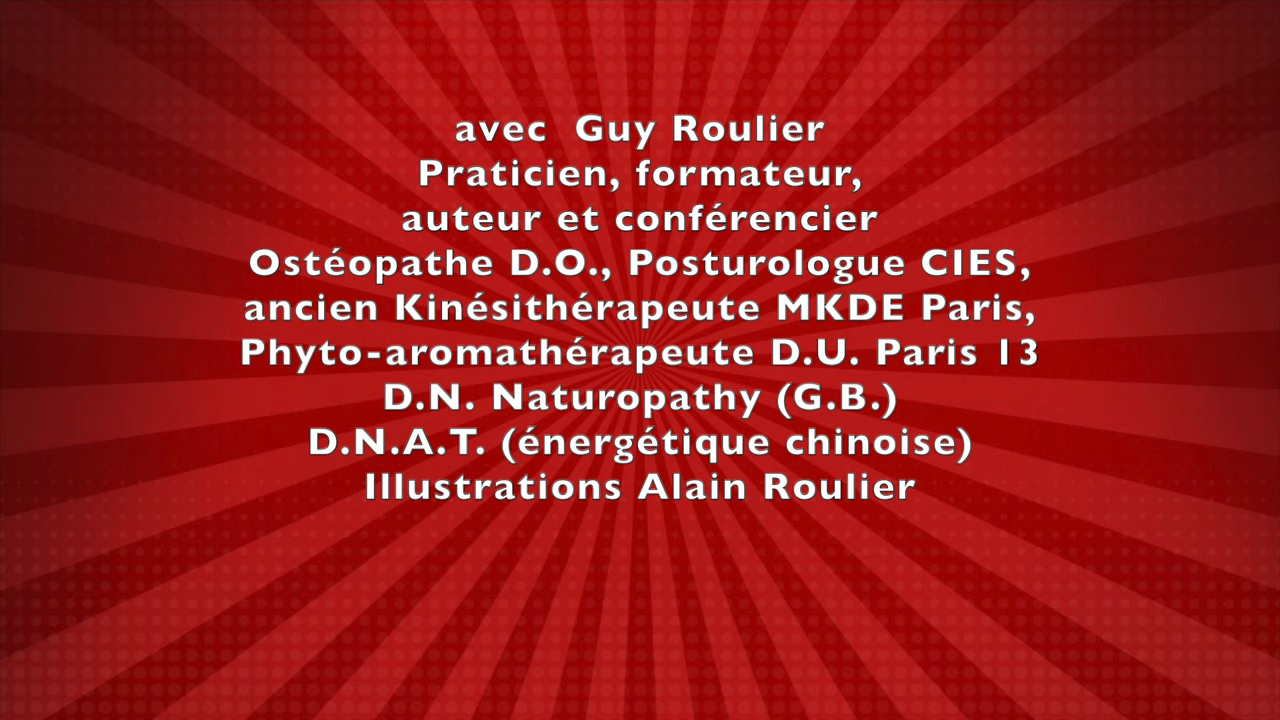 avec Guy Roulier
Praticien, formateur,
auteur et conférencier
Ostéopathe D.O., Posturologue CIES,
ancien Kinésithérapeute MKDE Paris,
Phyto-aromathérapeute D.U. Paris 13
D.N. Naturopathy (G.B.)
D.N.A.T. (énergétique chinoise)
Illustrations Alain Roulier